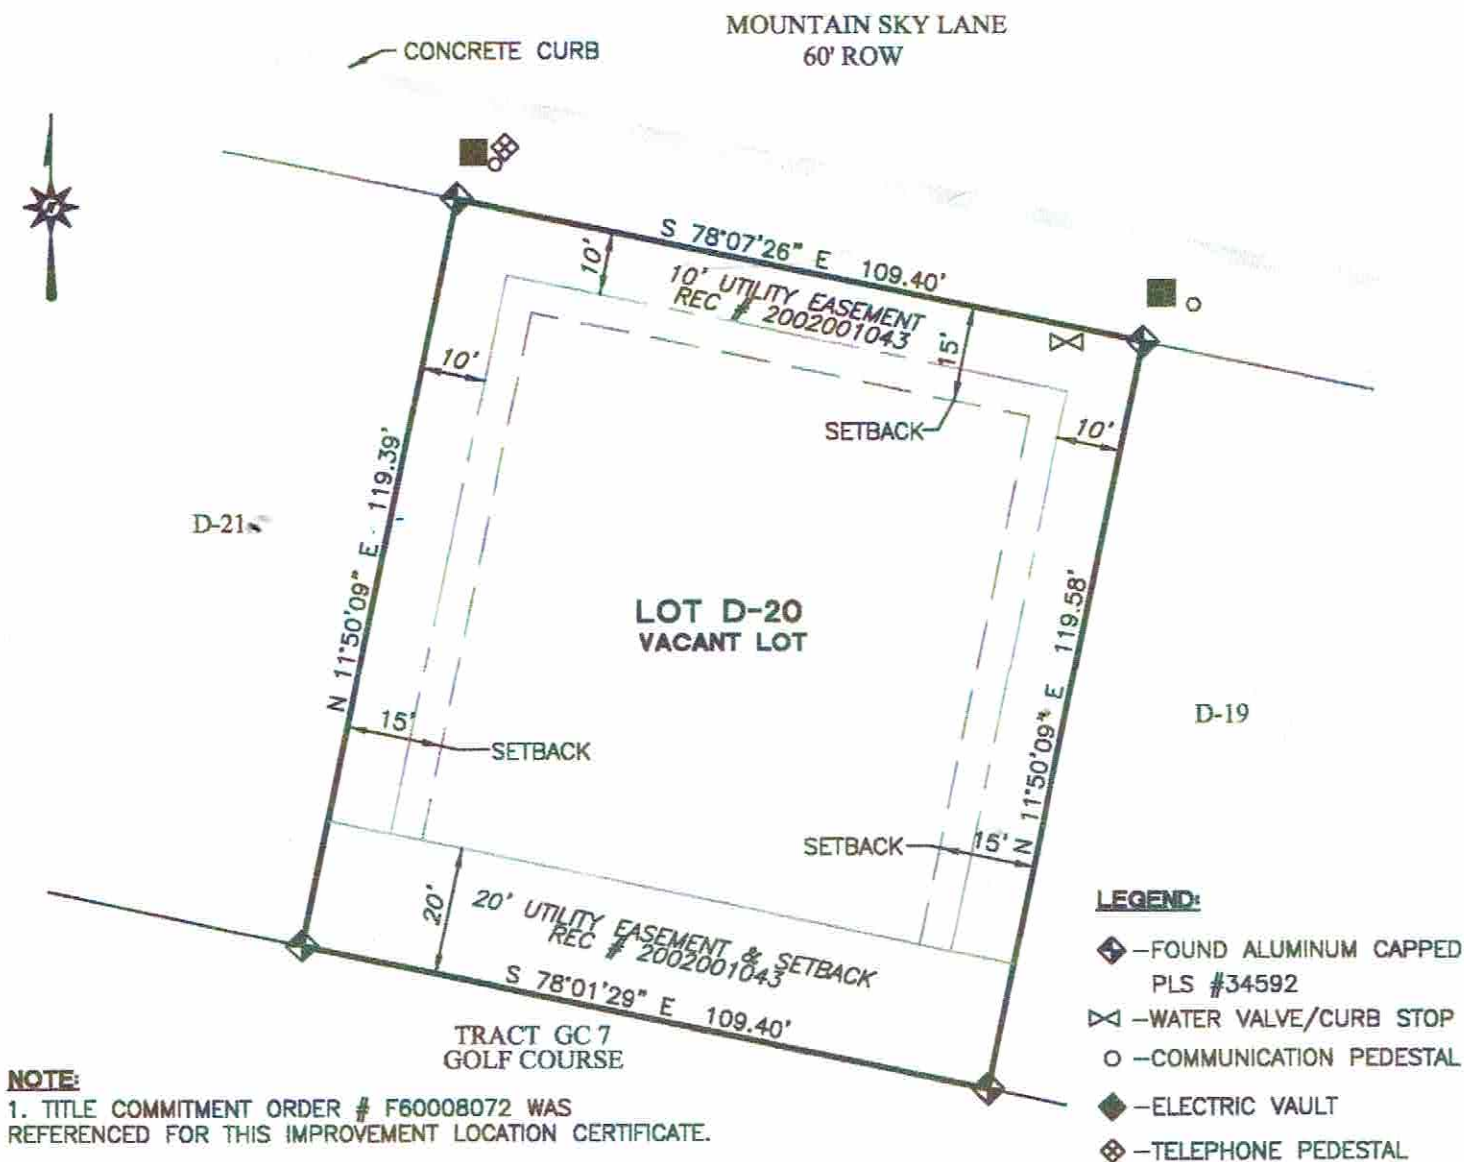 MOUNTAIN SKY LANE
60' ROW
CONCRETE CURB
S 78°07'26" E 109.40'
10'
10' UTILITY EASEMENT
REC # 2002001043
15'
10'
SETBACK
10'
N 11°50'09" E 119.39'
D-21
LOT D-20
VACANT LOT
N 11°50'09" E 119.58'
D-19
15'
SETBACK
SETBACK
15'
20'
20' UTILITY EASEMENT & SETBACK
REC # 2002001043
S 78°01'29" E 109.40'
TRACT GC 7
GOLF COURSE
LEGEND:
-FOUND ALUMINUM CAPPED
PLS #34592
-WATER VALVE/CURB STOP
-COMMUNICATION PEDESTAL
-ELECTRIC VAULT
-TELEPHONE PEDESTAL
NOTE:
1. TITLE COMMITMENT ORDER # F60008072 WAS
REFERENCED FOR THIS IMPROVEMENT LOCATION CERTIFICATE.